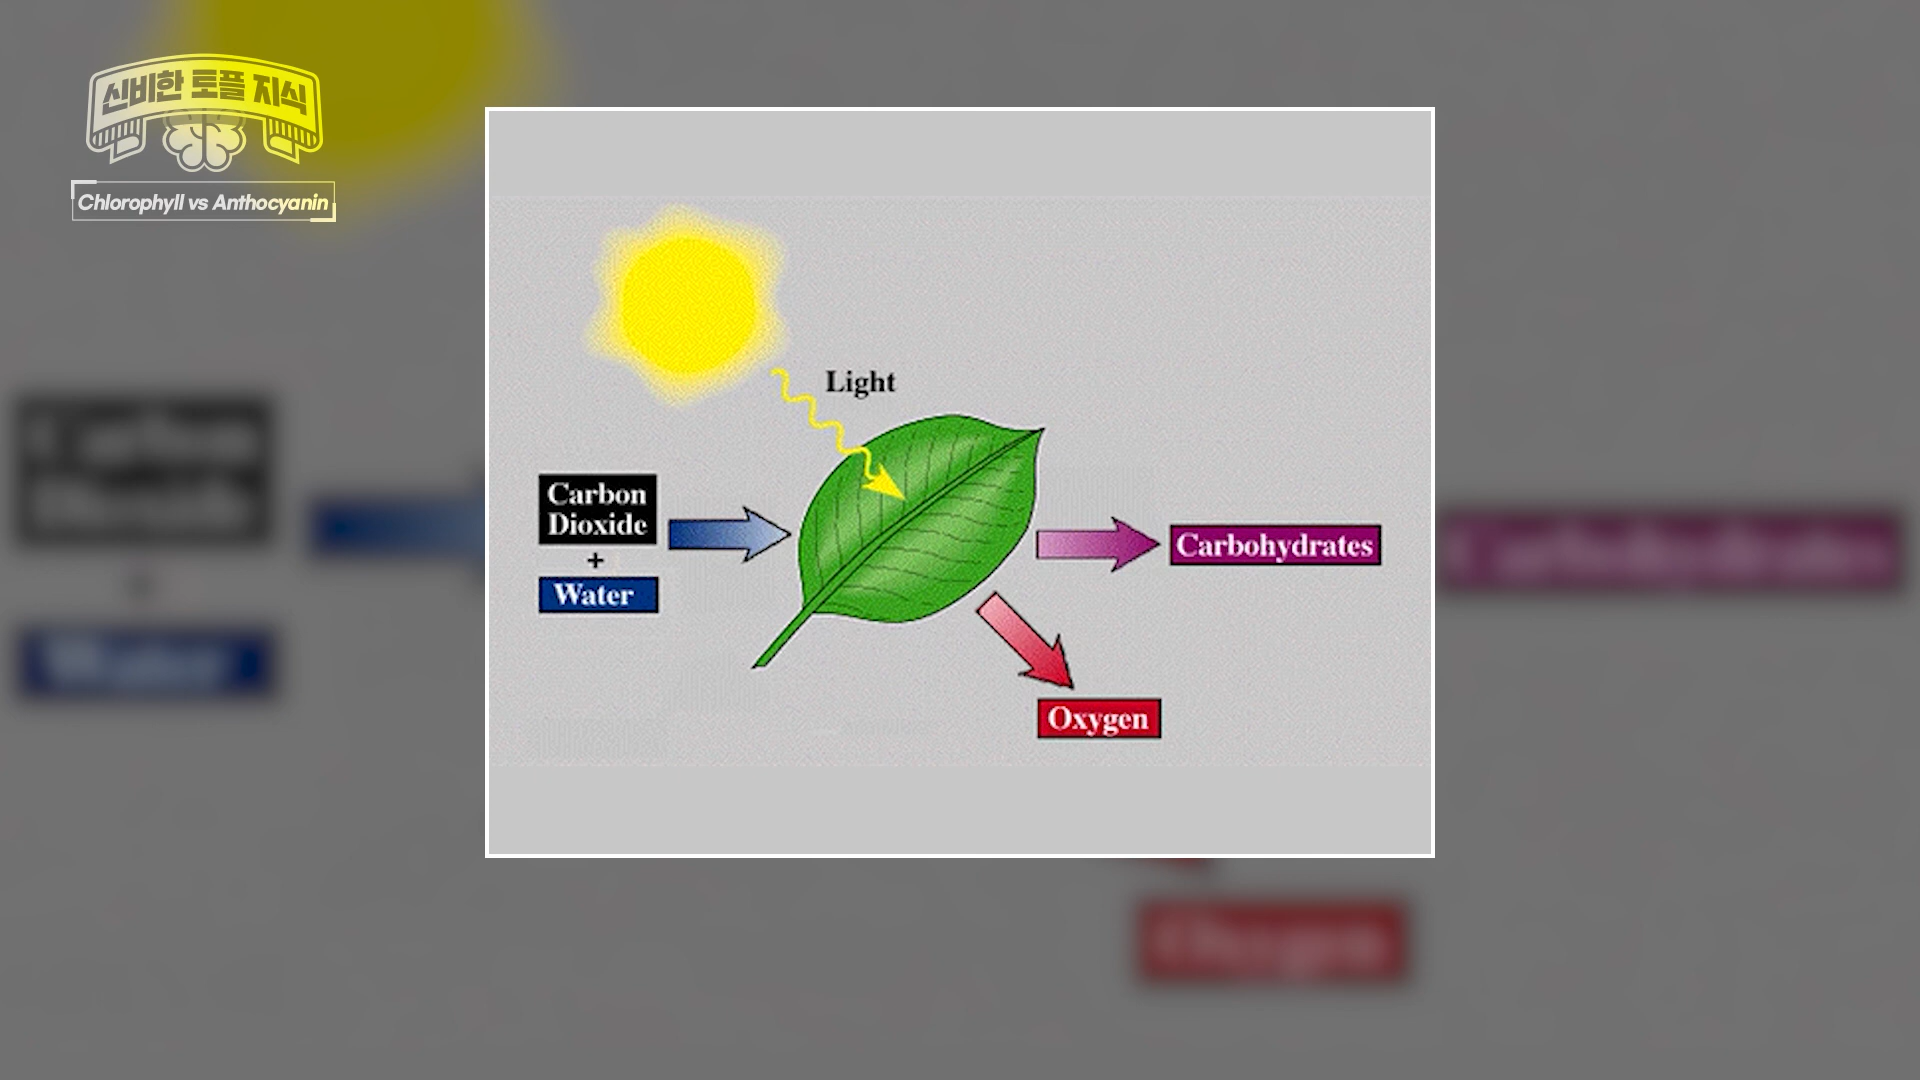 신비한 토플 지식
Chlorophyll vs Anthocyanin
Light
Carbon
Dioxide
+
Water
Carbohydrates
Oxygen